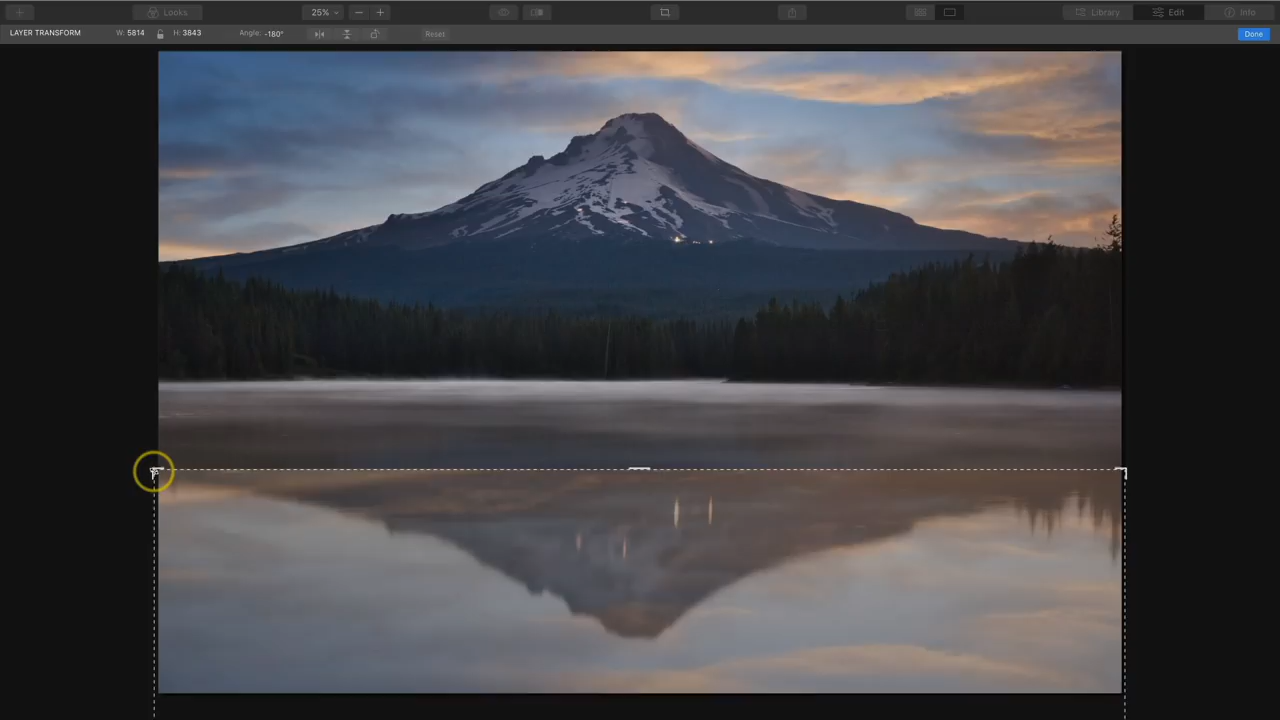 Looks 25% Library Edit Info
LAYER TRANSFORM W: 5814 H: 3843 Angle: -180° Reset Done